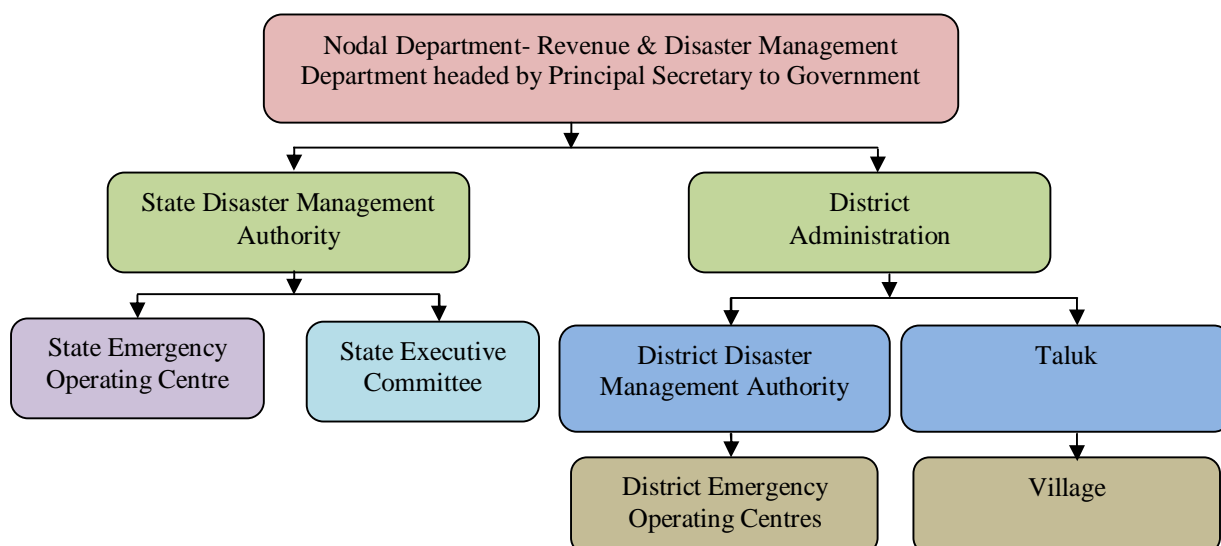 Nodal Department- Revenue & Disaster Management
Department headed by Principal Secretary to Government
State Disaster Management
Authority
District
Administration
State Emergency
Operating Centre
State Executive
Committee
District Disaster
Management Authority
Taluk
District Emergency
Operating Centres
Village